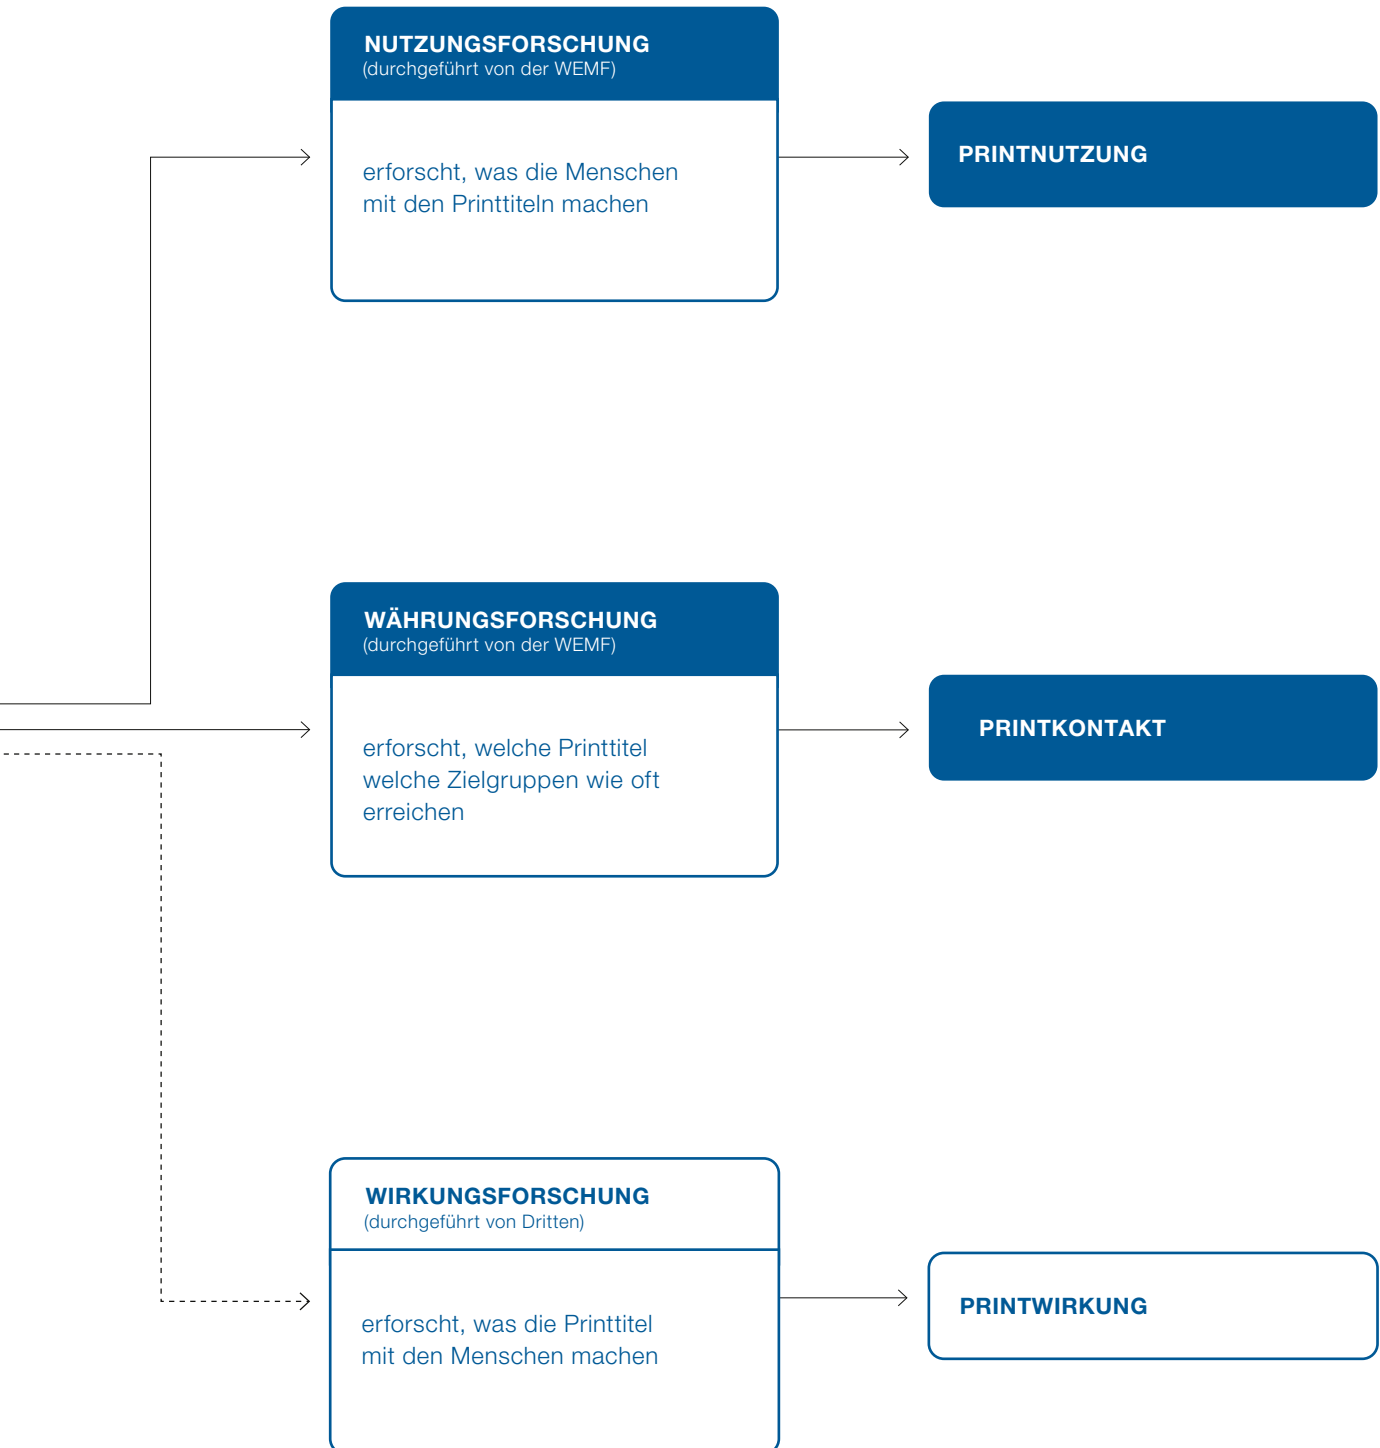 NUTZUNGSFORSCHUNG
(durchgeführt von der WEMF)
erforscht, was die Menschen
mit den Printtiteln machen
PRINTNUTZUNG
WÄHRUNGSFORSCHUNG
(durchgeführt von der WEMF)
erforscht, welche Printtitel
welche Zielgruppen wie oft
erreichen
PRINTKONTAKT
WIRKUNGSFORSCHUNG
(durchgeführt von Dritten)
erforscht, was die Printtitel
mit den Menschen machen
PRINTWIRKUNG